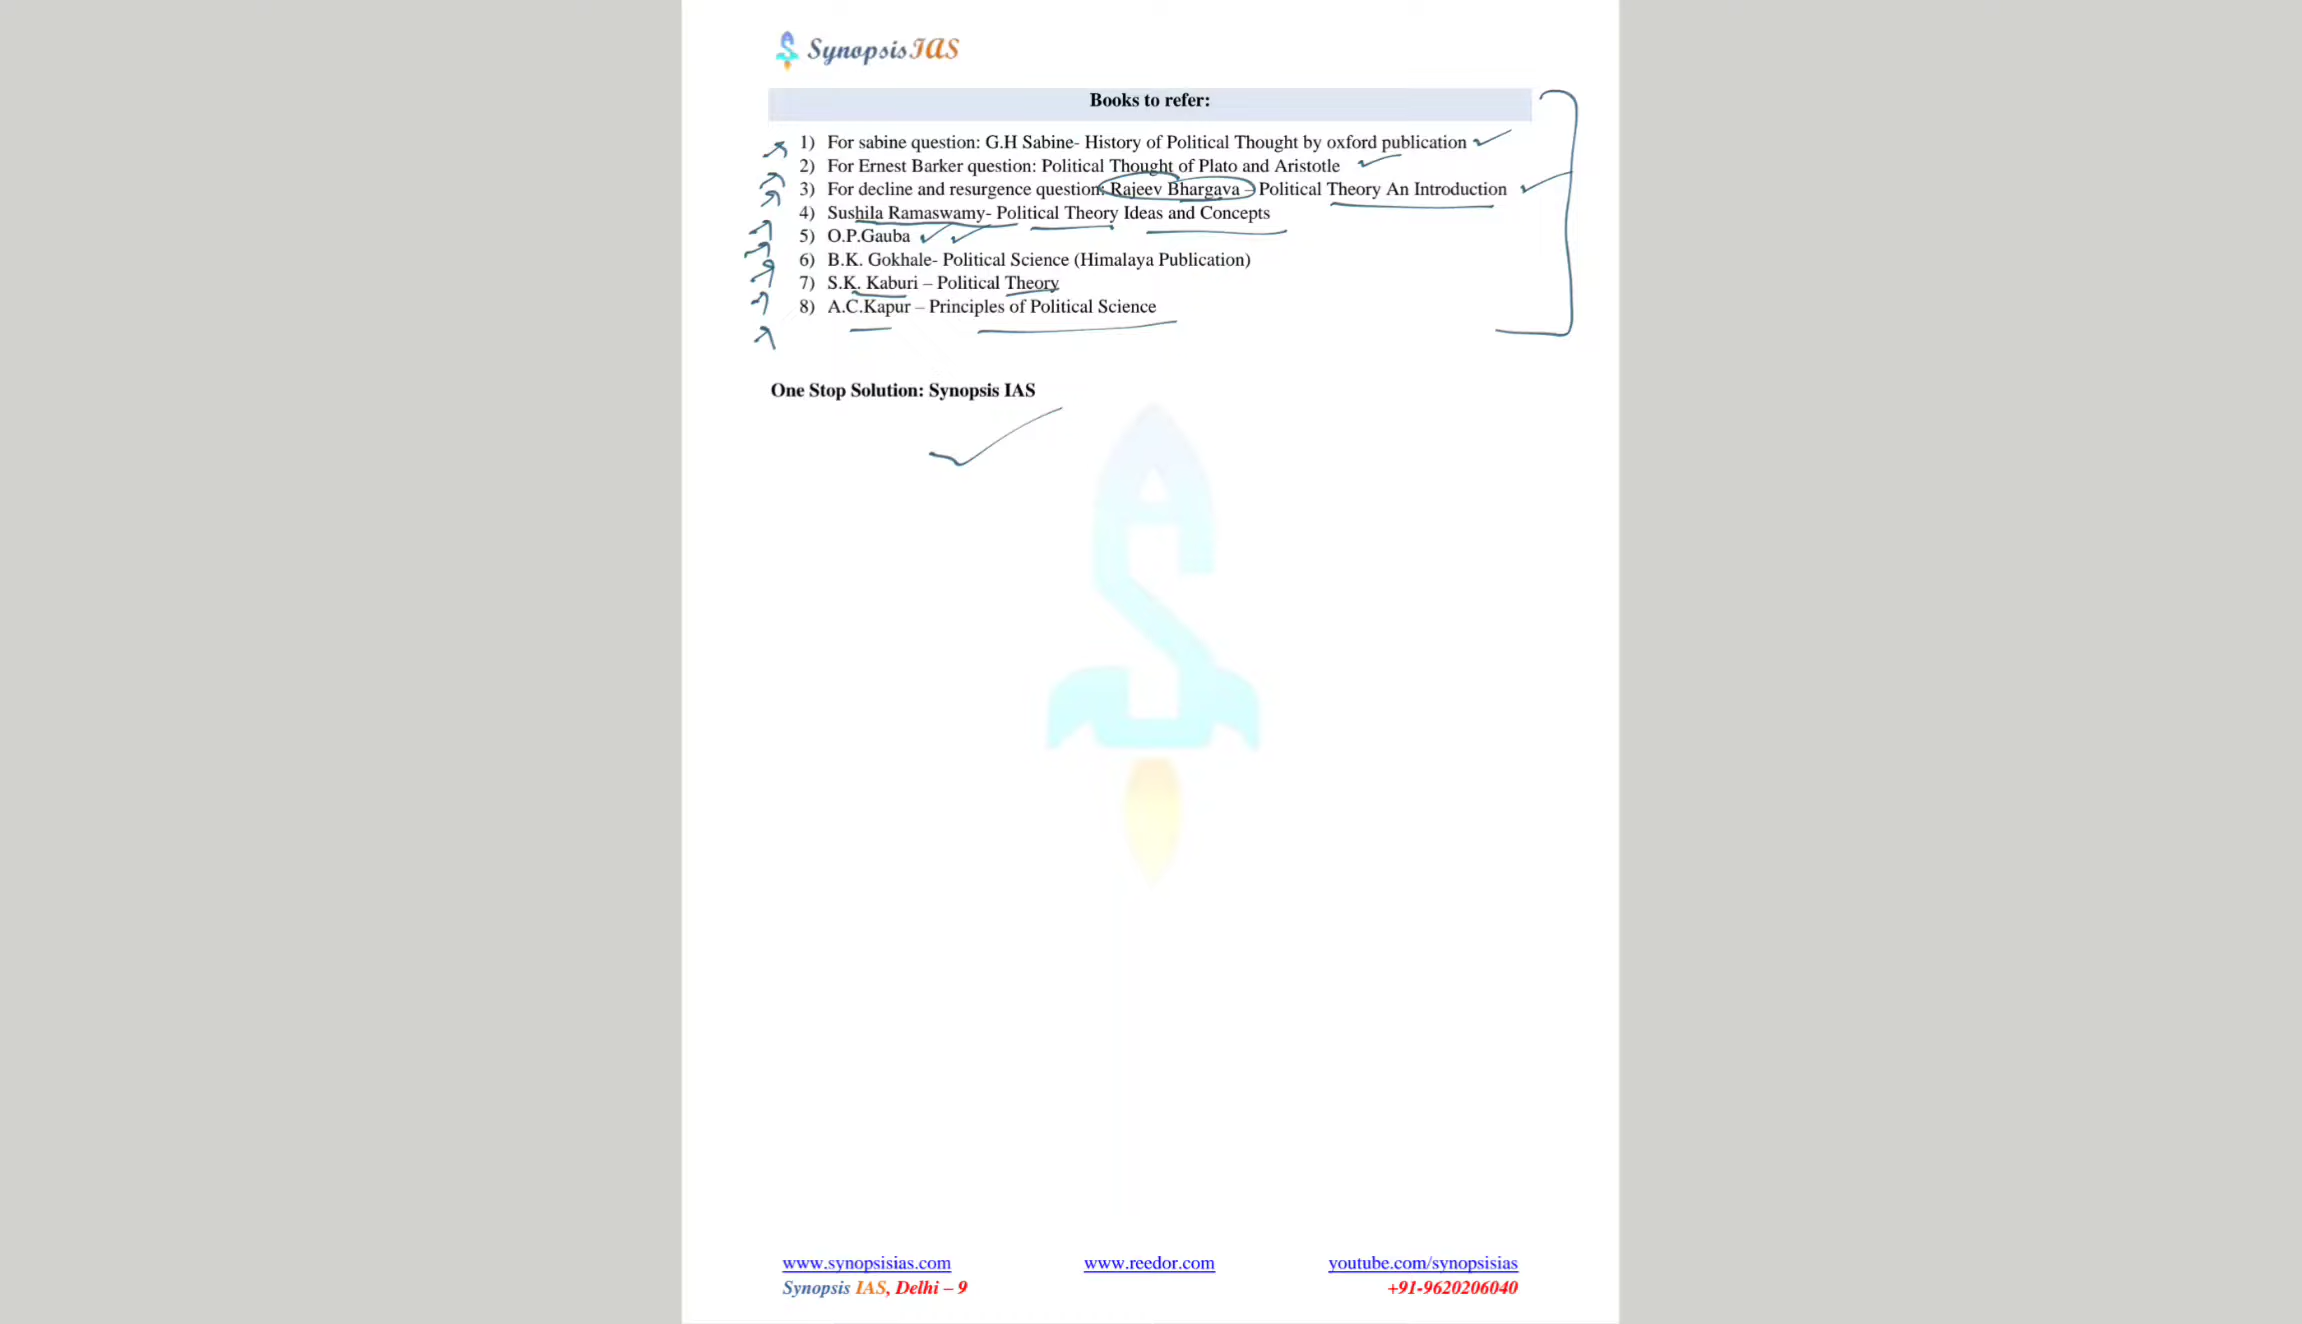 Synopsis IAS
Books to refer:
1) For sabine question: G.H Sabine- History of Political Thought by oxford publication
2) For Ernest Barker question: Political Thought of Plato and Aristotle
3) For decline and resurgence question: Rajeev Bhargava – Political Theory An Introduction
4) Sushila Ramaswamy- Political Theory Ideas and Concepts
5) O.P.Gauba
6) B.K. Gokhale- Political Science (Himalaya Publication)
7) S.K. Kaburi – Political Theory
8) A.C.Kapur – Principles of Political Science
One Stop Solution: Synopsis IAS
www.synopsisias.com www.reedor.com youtube.com/synopsisias
Synopsis IAS, Delhi – 9 +91-9620206040